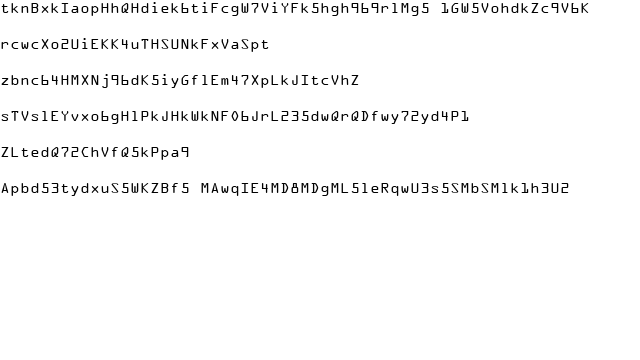 tknBxkIaopHhQHdiek6tiFcgW7ViYFk5hgh969r1Mg5 1GW5VohdkZc9V6K
rcwcXo2UiEKK4uTHSUNkFxVaSpt
zbnc64HMXNj96dK5iyGf1Em47XpLkJItcVhZ
sTVs1EYvxo6gH1PkJHkWkNF06JrL235dwQrQDfwy72yd4P1
ZLtedQ72ChVfQ5kPpa9
Apbd53tydxuS5WKZBf5 MAwqIE4MD8MDgML51eRqwU3s5SMbSM1k1h3U2